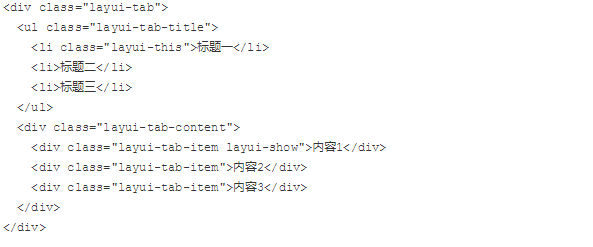 <div class="layui-tab">
  <ul class="layui-tab-title">
    <li class="layui-this">标题一</li>
    <li>标题二</li>
    <li>标题三</li>
  </ul>
  <div class="layui-tab-content">
    <div class="layui-tab-item layui-show">内容1</div>
    <div class="layui-tab-item">内容2</div>
    <div class="layui-tab-item">内容3</div>
  </div>
</div>